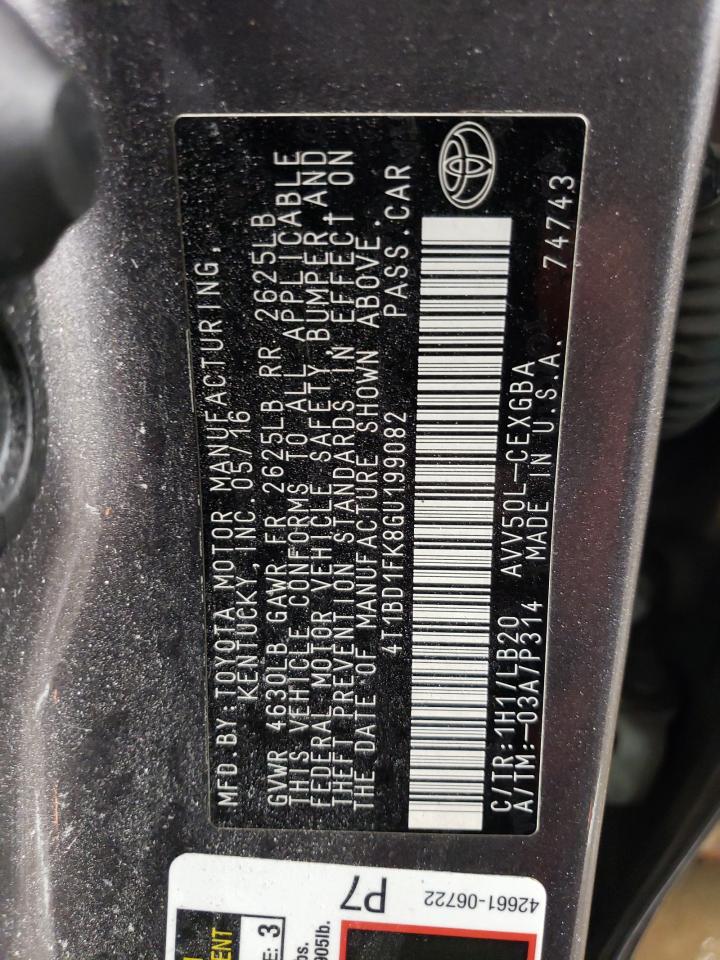 MFD. BY: TOYOTA MOTOR MANUFACTURING,
KENTUCKY, INC. 05/16
GVWR 4630LB GAWR FR 2625LB RR 2625LB
THIS VEHICLE CONFORMS TO ALL APPLICABLE
FEDERAL MOTOR VEHICLE SAFETY, BUMPER AND
THEFT PREVENTION STANDARDS IN EFFECT ON
THE DATE OF MANUFACTURE SHOWN ABOVE.
4T1BD1FK8GU199082 PASS.CAR
C/TR:1H1/LB20 AVV50L-CEXGBA
A/TM:-03A/P314 MADE IN U.S.A. 74743
P7
42661-06722
3
905lb.